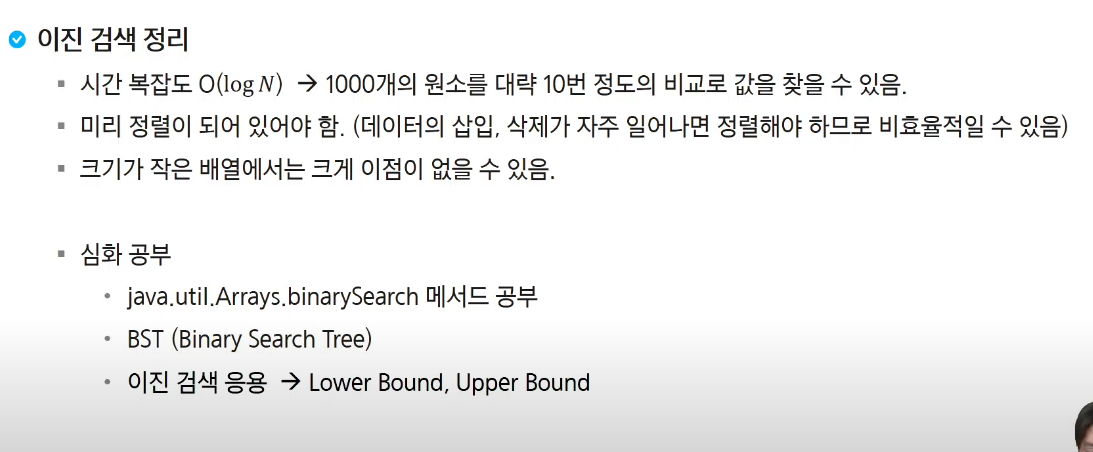 이진 검색 정리
▪ 시간 복잡도 O(log N) → 1000개의 원소를 대략 10번 정도의 비교로 값을 찾을 수 있음.
▪ 미리 정렬이 되어 있어야 함. (데이터의 삽입, 삭제가 자주 일어나면 정렬해야 하므로 비효율적일 수 있음)
▪ 크기가 작은 배열에서는 크게 이점이 없을 수 있음.
▪ 심화 공부
• java.util.Arrays.binarySearch 메서드 공부
• BST (Binary Search Tree)
• 이진 검색 응용 → Lower Bound, Upper Bound